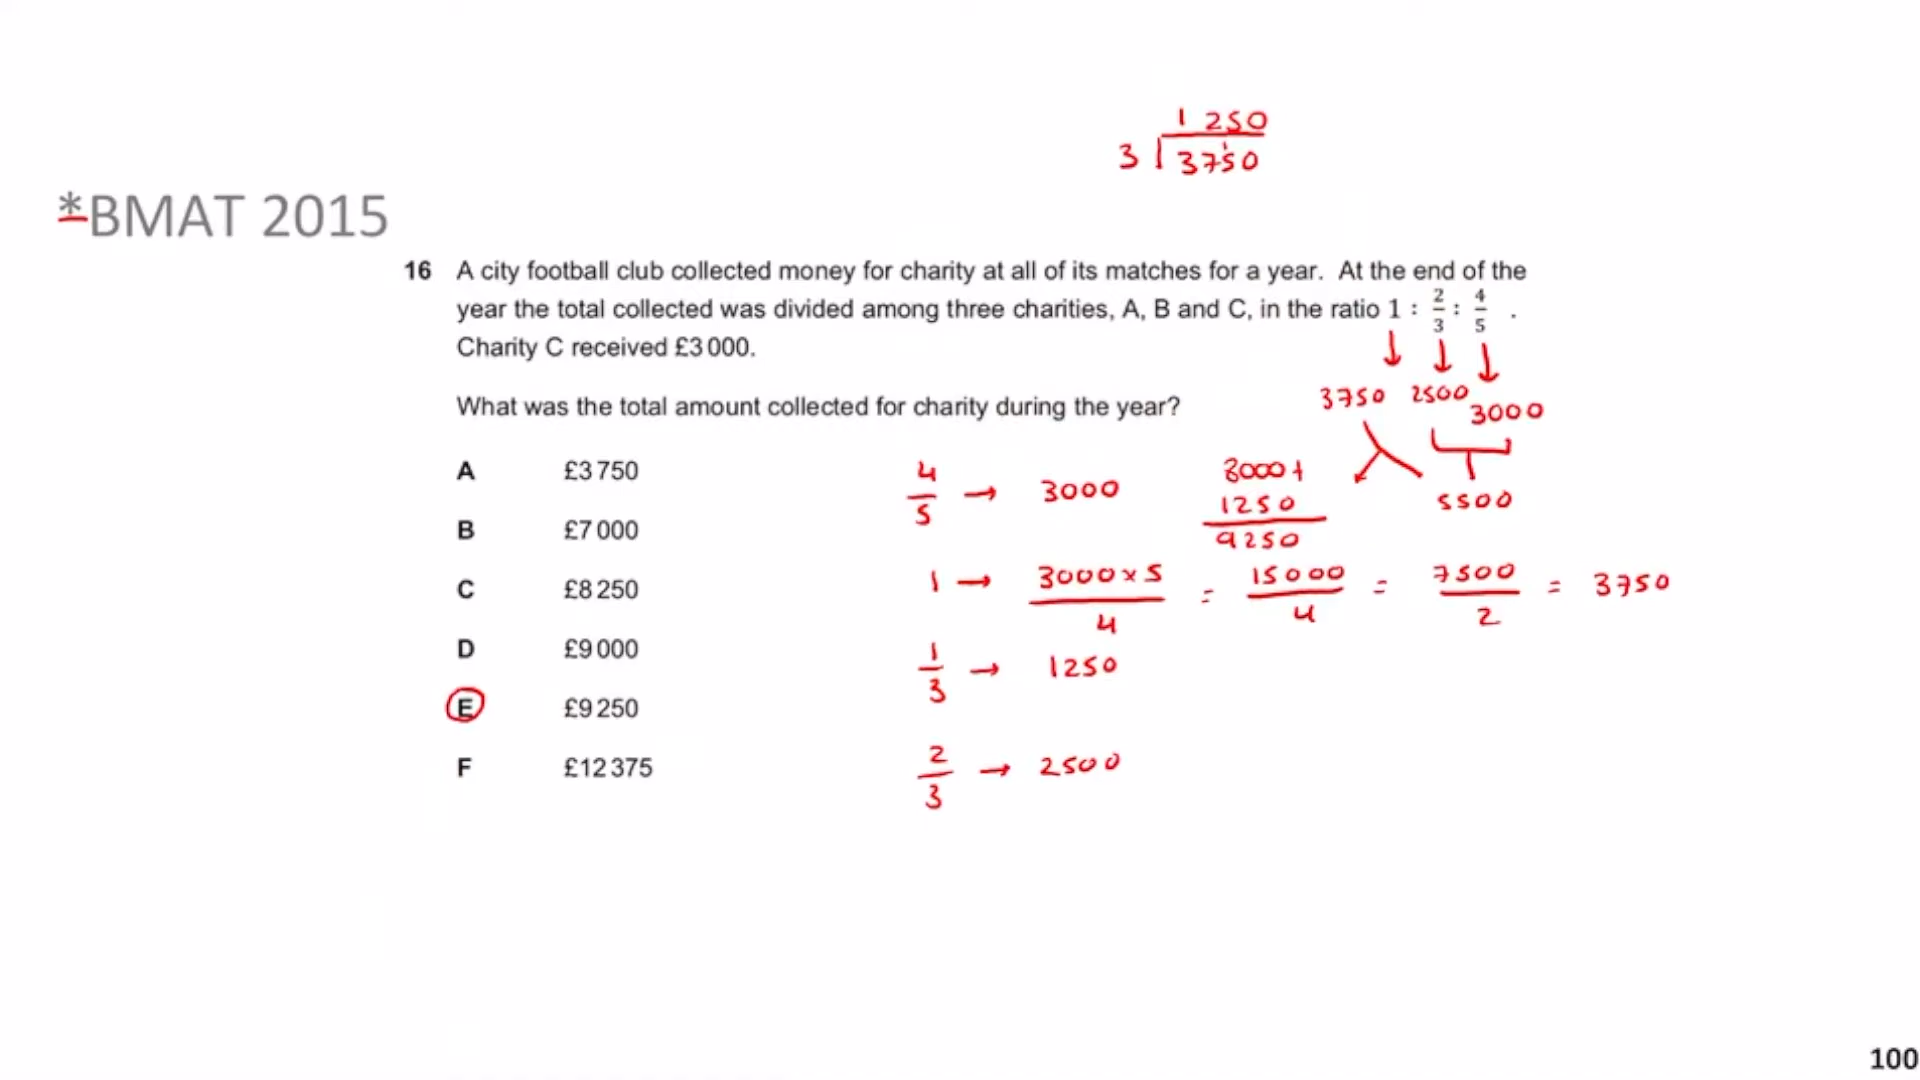 1 250
3 3750
*BMAT 2015
16 A city football club collected money for charity at all of its matches for a year. At the end of the
year the total collected was divided among three charities, A, B and C, in the ratio 1 : 2/3 : 4/5 .
Charity C received £3 000.
3750 2500 3000
What was the total amount collected for charity during the year?
A £3 750
B £7 000
C £8 250
D £9 000
E £9 250
F £12 375
4/5 → 3000
8000 +
1250
9250
5500
1 → 3000 × 5 / 4 = 15000 / 4 = 7500 / 2 = 3750
1/3 → 1250
2/3 → 2500
100